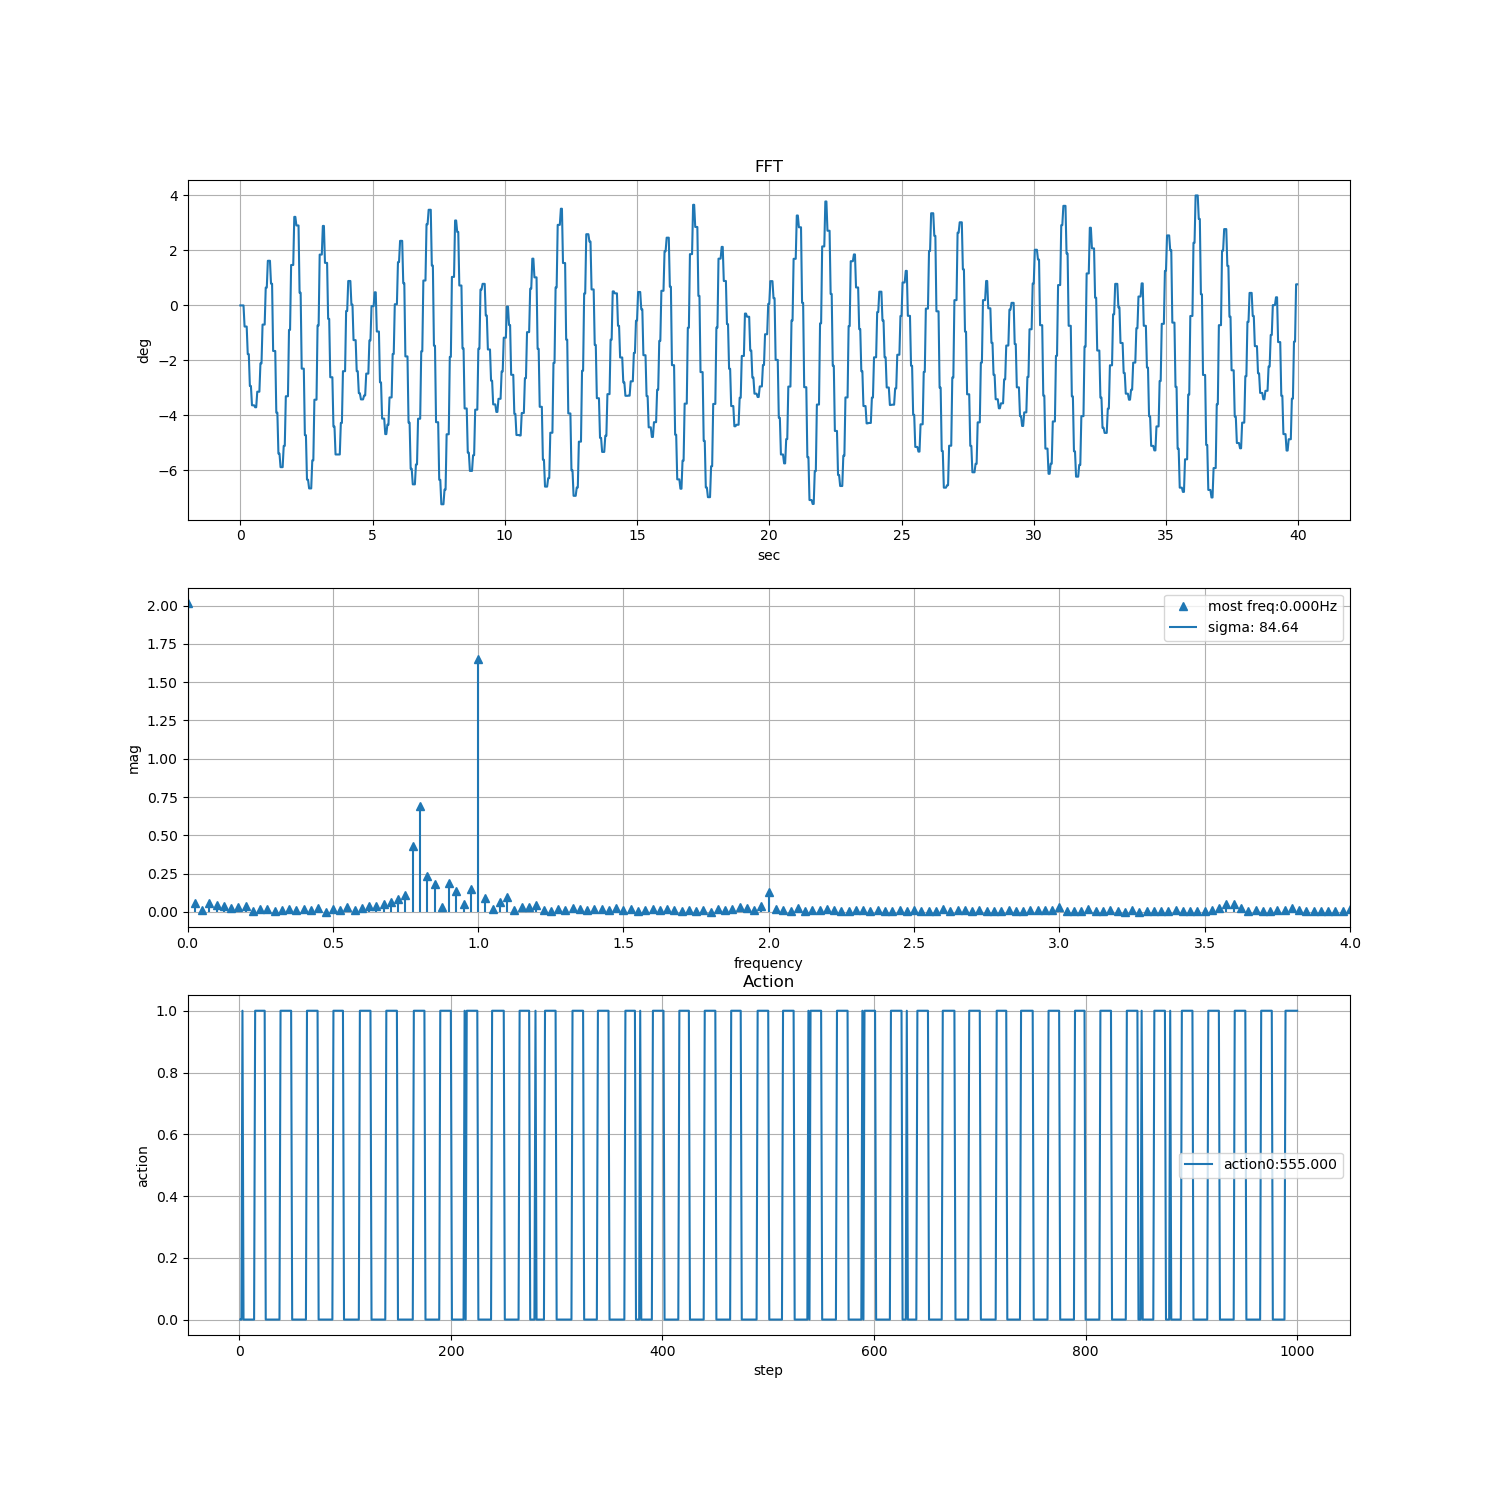 FFT
4
2
0
−2
−4
−6
deg
0 5 10 15 20 25 30 35 40
sec
2.00
1.75
1.50
1.25
1.00
0.75
0.50
0.25
0.00
mag
most freq:0.000Hz
sigma: 84.64
0.0 0.5 1.0 1.5 2.0 2.5 3.0 3.5 4.0
frequency
Action
1.0
0.8
0.6
0.4
0.2
0.0
action
action0:555.000
0 200 400 600 800 1000
step